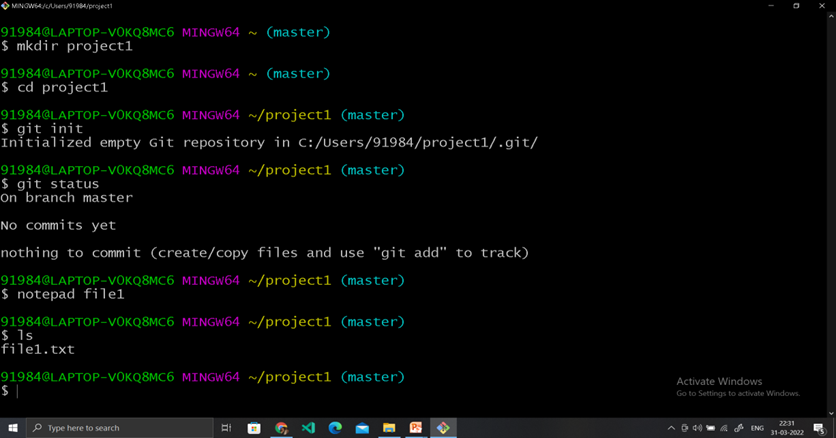 MINGW64:/c/Users/91984/project1
91984@LAPTOP-V0KQ8MC6 MINGW64 ~ (master)
$ mkdir project1
91984@LAPTOP-V0KQ8MC6 MINGW64 ~ (master)
$ cd project1
91984@LAPTOP-V0KQ8MC6 MINGW64 ~/project1 (master)
$ git init
Initialized empty Git repository in C:/Users/91984/project1/.git/
91984@LAPTOP-V0KQ8MC6 MINGW64 ~/project1 (master)
$ git status
On branch master
No commits yet
nothing to commit (create/copy files and use "git add" to track)
91984@LAPTOP-V0KQ8MC6 MINGW64 ~/project1 (master)
$ notepad file1
91984@LAPTOP-V0KQ8MC6 MINGW64 ~/project1 (master)
$ ls
file1.txt
91984@LAPTOP-V0KQ8MC6 MINGW64 ~/project1 (master)
$
Activate Windows
Go to Settings to activate Windows.
Type here to search
ENG
22:31
31-03-2022
5